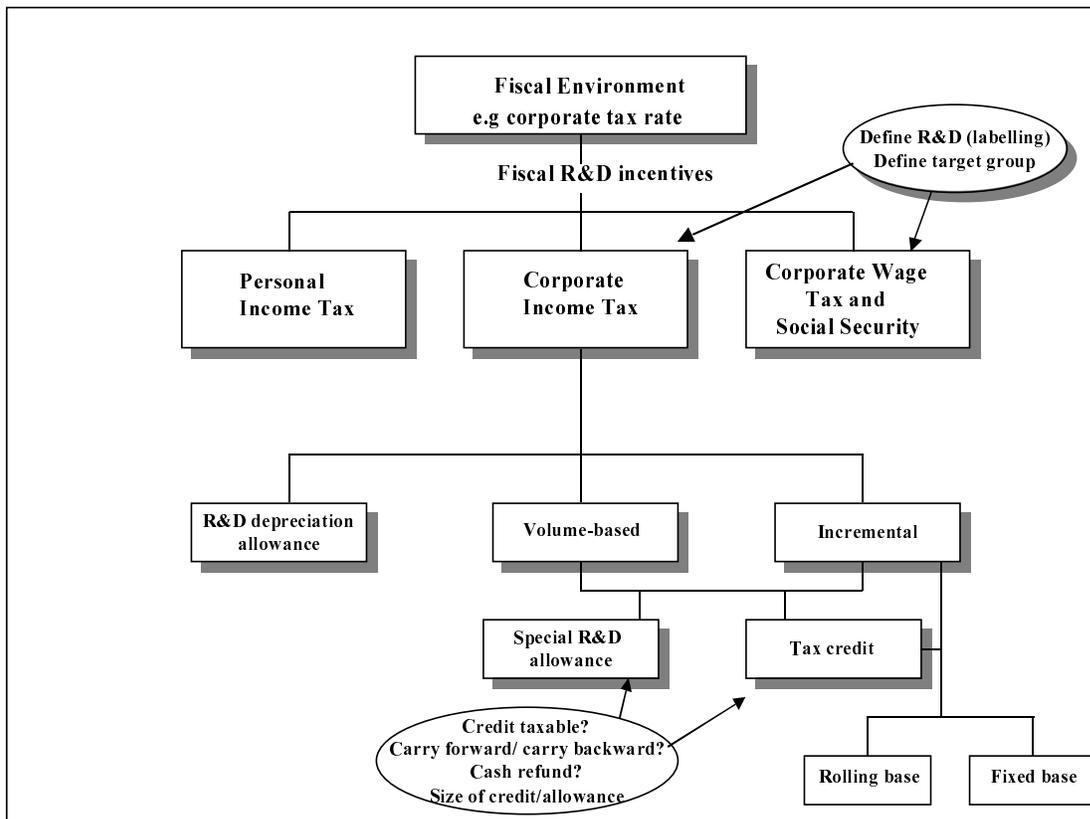 Fiscal Environment
e.g corporate tax rate
Define R&D (labelling)
Define target group
Fiscal R&D incentives
Personal
Income Tax
Corporate
Income Tax
Corporate Wage
Tax and
Social Security
R&D depreciation
allowance
Volume-based
Incremental
Special R&D
allowance
Tax credit
Credit taxable?
Carry forward/ carry backward?
Cash refund?
Size of credit/allowance
Rolling base
Fixed base